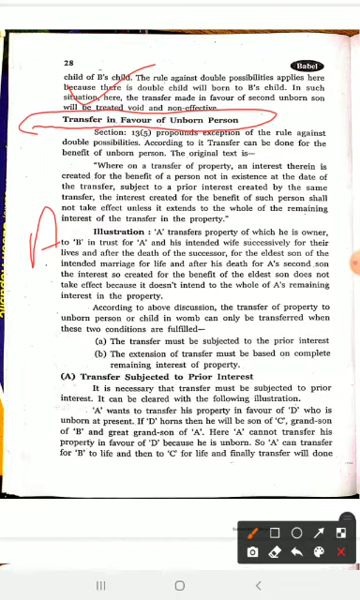 28
Babel
child of B's child. The rule against double possibilities applies here
because there is double child will born to B's child. In such
situation, here, the transfer made in favour of second unborn son
will be treated void and non-effective.
Transfer in Favour of Unborn Person
Section: 13(5) propounds exception of the rule against
double possibilities. According to it Transfer can be done for the
benefit of unborn person. The original text is—
"Where on a transfer of property, an interest therein is
created for the benefit of a person not in existence at the date of
the transfer, subject to a prior interest created by the same
transfer, the interest created for the benefit of such person shall
not take effect unless it extends to the whole of the remaining
interest of the transfer in the property."
Illustration : 'A' transfers property of which he is owner,
to 'B' in trust for 'A' and his intended wife successively for their
lives and after the death of the successor, for the eldest son of the
intended marriage for life and after his death for A's second son
the interest so created for the benefit of the eldest son does not
take effect because it doesn't intend to the whole of A's remaining
interest in the property.
According to above discussion, the transfer of property to
unborn person or child in womb can only be transferred when
these two conditions are fulfilled—
(a) The transfer must be subjected to the prior interest
(b) The extension of transfer must be based on complete
remaining interest of property.
(A) Transfer Subjected to Prior Interest
It is necessary that transfer must be subjected to prior
interest. It can be cleared with the following illustration.
'A' wants to transfer his property in favour of 'D' who is
unborn at present. If 'D' horns then he will be son of 'C', grand-son
of 'B' and great grand-son of 'A'. Here 'A' cannot transfer his
property in favour of 'D' because he is unborn. So 'A' can transfer
for 'B' to life and then to 'C' for life and finally transfer will done